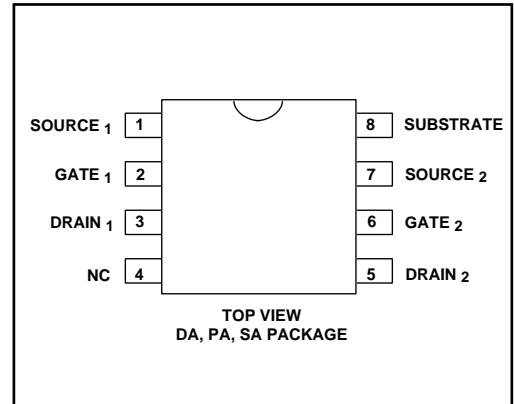 SOURCE 1 1 8 SUBSTRATE
GATE 1 2 7 SOURCE 2
DRAIN 1 3 6 GATE 2
NC 4 5 DRAIN 2
TOP VIEW
DA, PA, SA PACKAGE